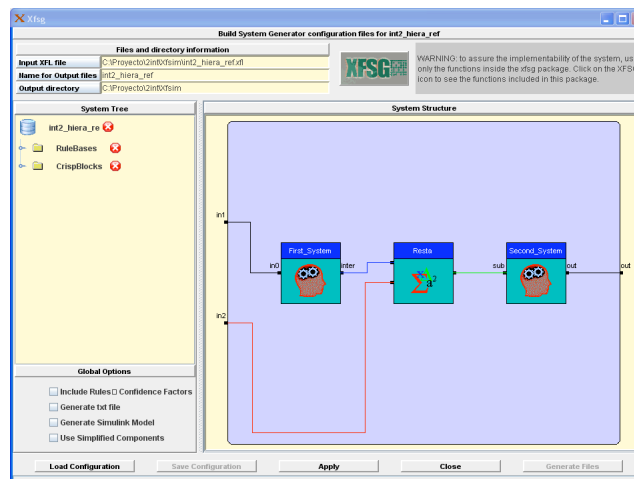 Xfsg
Build System Generator configuration files for int2_hiera_ref
Files and directory information
Input XFL file C:\Proyecto\2int\Xfsim\int2_hiera_ref.xfl
Name for Output files int2_hiera_ref
Output directory C:\Proyecto\2int\Xfsim
XFSG
WARNING: to assure the implementability of the system, us
only the functions inside the xfsg package. Click on the XFSG
icon to see the functions included in this package.
System Tree
int2_hiera_re
RuleBases
CrispBlocks
System Structure
in1
First_System
Resta
Second_System
in0
inter
sub
out
out
Σ a²
in2
Global Options
Include Rules Confidence Factors
Generate txt file
Generate Simulink Model
Use Simplified Components
Load Configuration
Save Configuration
Apply
Close
Generate Files